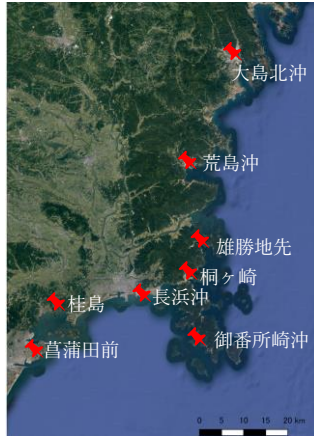 大島北沖
荒島沖
雄勝地先
桐ヶ崎
長浜沖
桂島
御番所崎沖
菖蒲田前
0 5 10 15 20 km